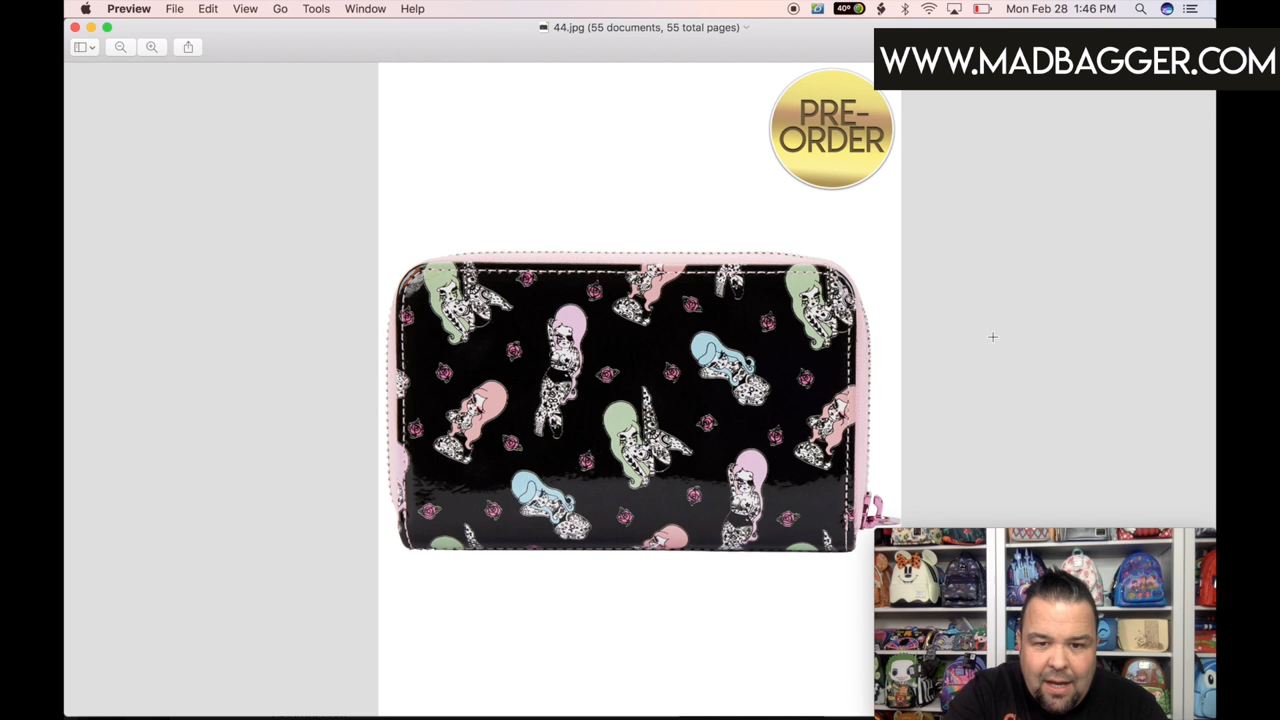 Preview File Edit View Go Tools Window Help
40° Mon Feb 28 1:46 PM
44.jpg (55 documents, 55 total pages)
WWW.MADBAGGER.COM
PRE-
ORDER